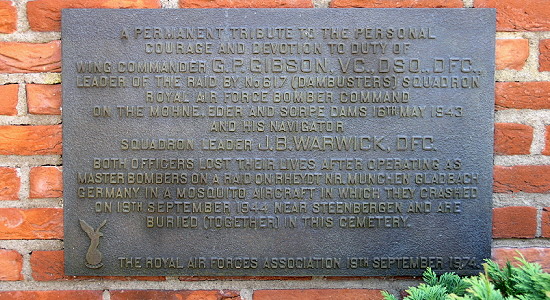 A PERMANENT TRIBUTE TO THE PERSONAL
COURAGE AND DEVOTION TO DUTY OF
WING COMMANDER G.P. GIBSON. VC., DSO., DFC.,
LEADER OF THE RAID BY No 617 (DAMBUSTERS) SQUADRON
ROYAL AIR FORCE BOMBER COMMAND
ON THE MOHNE, EDER AND SORPE DAMS 16TH MAY 1943
AND HIS NAVIGATOR
SQUADRON LEADER J.B. WARWICK, DFC.
BOTH OFFICERS LOST THEIR LIVES AFTER OPERATING AS
MASTER BOMBERS ON A RAID ON RHEYDT NR. MUNCHEN GLADBACH
GERMANY IN A MOSQUITO AIRCRAFT IN WHICH THEY CRASHED
ON 19TH SEPTEMBER 1944 NEAR STEENBERGEN AND ARE
BURIED (TOGETHER) IN THIS CEMETERY.
THE ROYAL AIR FORCES ASSOCIATION 19TH SEPTEMBER 1974